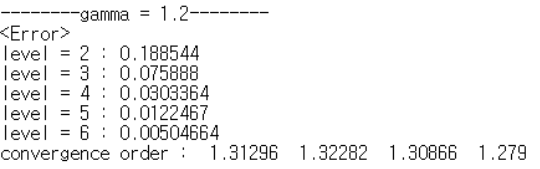 --------gamma = 1.2--------
<Error>
level = 2 : 0.188544
level = 3 : 0.075888
level = 4 : 0.0303364
level = 5 : 0.0122467
level = 6 : 0.00504664
convergence order :  1.31296  1.32282  1.30866  1.279